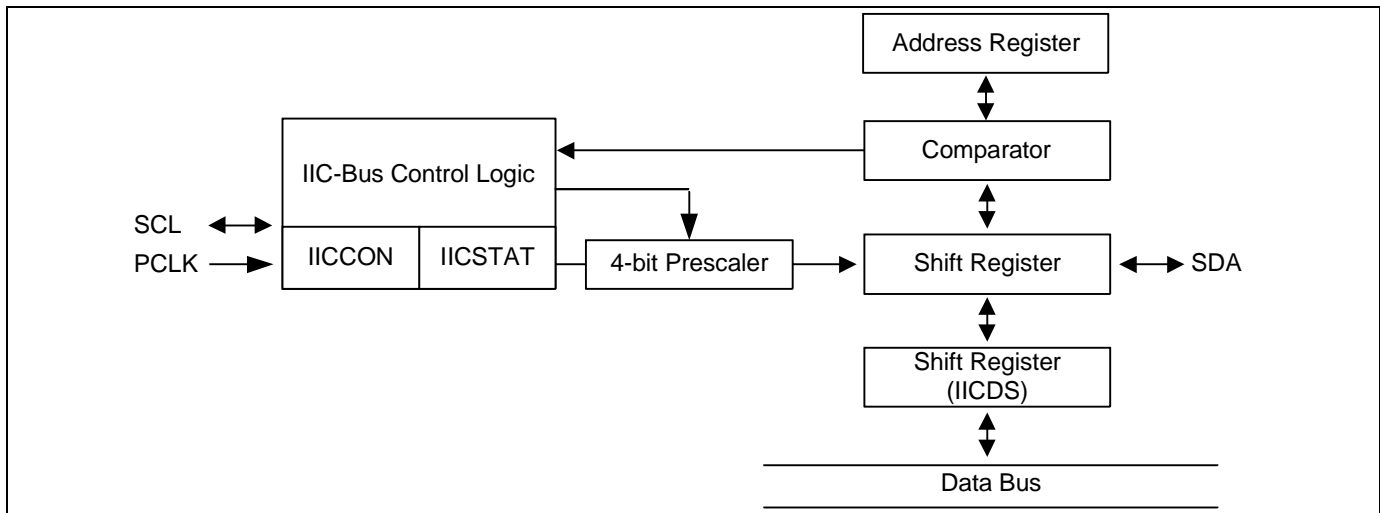 Address Register
Comparator
IIC-Bus Control Logic
SCL
PCLK
IICCON
IICSTAT
4-bit Prescaler
Shift Register
SDA
Shift Register
(IICDS)
Data Bus